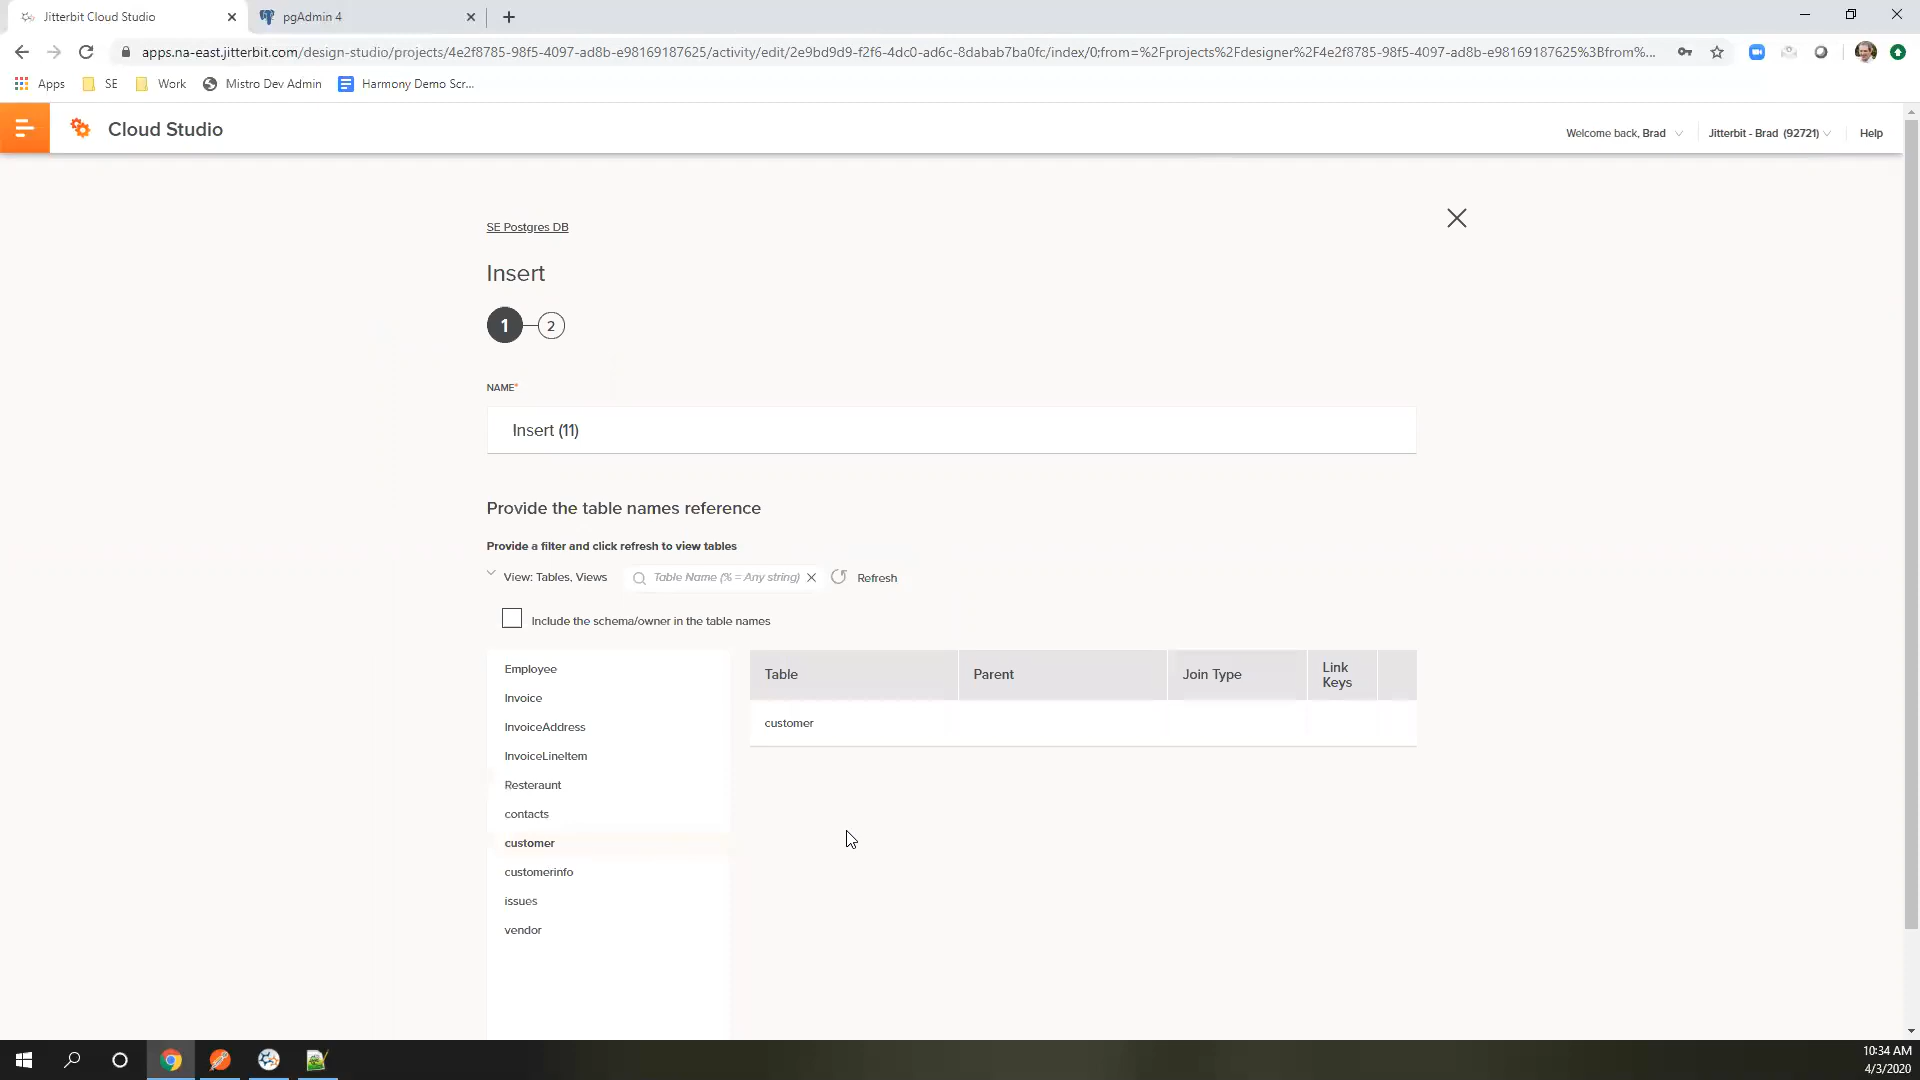 Jitterbit Cloud Studio
pgAdmin 4
apps.na-east.jitterbit.com/design-studio/projects/4e2f8785-98f5-4097-ad8b-e98169187625/activity/edit/2e9bd9d9-f2f6-4dc0-ad6c-8dabab7ba0fc/index/0;from=%2Fprojects%2Fdesigner%2F4e2f8785-98f5-4097-ad8b-e98169187625%3Bfrom%...
Apps SE Work Mistro Dev Admin Harmony Demo Scr...
Cloud Studio
Welcome back, Brad Jitterbit - Brad (92721) Help
SE Postgres DB
Insert
1 2
NAME*
Insert (11)
Provide the table names reference
Provide a filter and click refresh to view tables
View: Tables, Views Table Name (% = Any string) Refresh
Include the schema/owner in the table names
Employee
Invoice
InvoiceAddress
InvoiceLineItem
Resteraunt
contacts
customer
customerinfo
issues
vendor
Table Parent Join Type Link Keys
customer
10:34 AM
4/3/2020